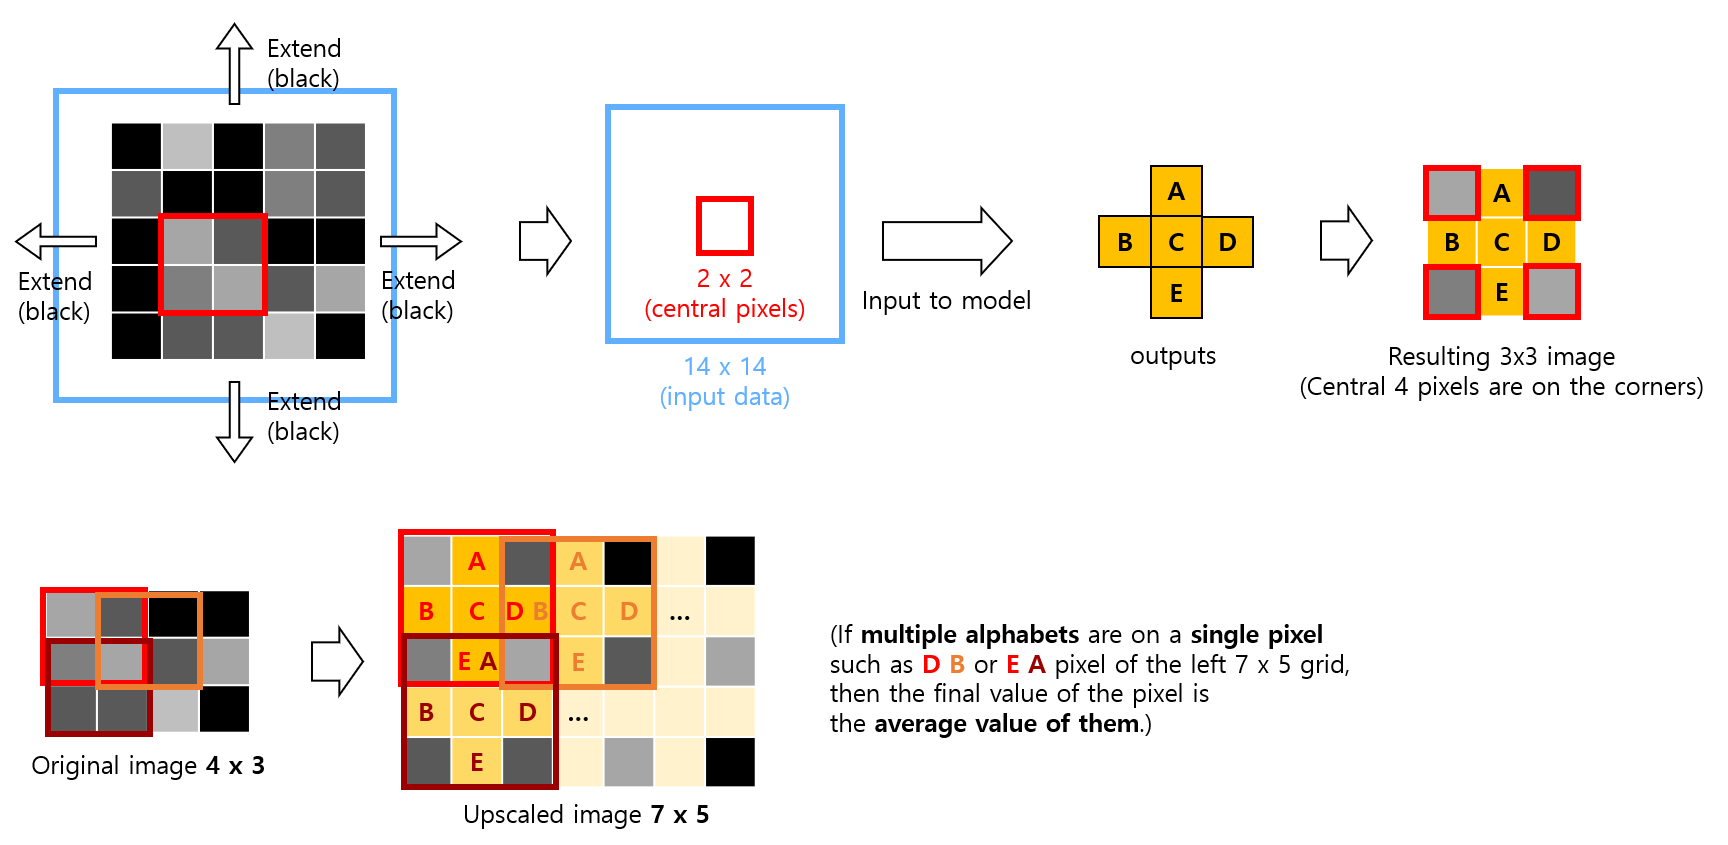 Extend
(black)
Extend
(black)
Extend
(black)
Extend
(black)
2 x 2
(central pixels)
14 x 14
(input data)
Input to model
A
B C D
E
outputs
A
B C D
E
Resulting 3x3 image
(Central 4 pixels are on the corners)
Original image 4 x 3
A A
B C D B C D ...
E A E
B C D ...
E
Upscaled image 7 x 5
(If multiple alphabets are on a single pixel
such as D B or E A pixel of the left 7 x 5 grid,
then the final value of the pixel is
the average value of them.)